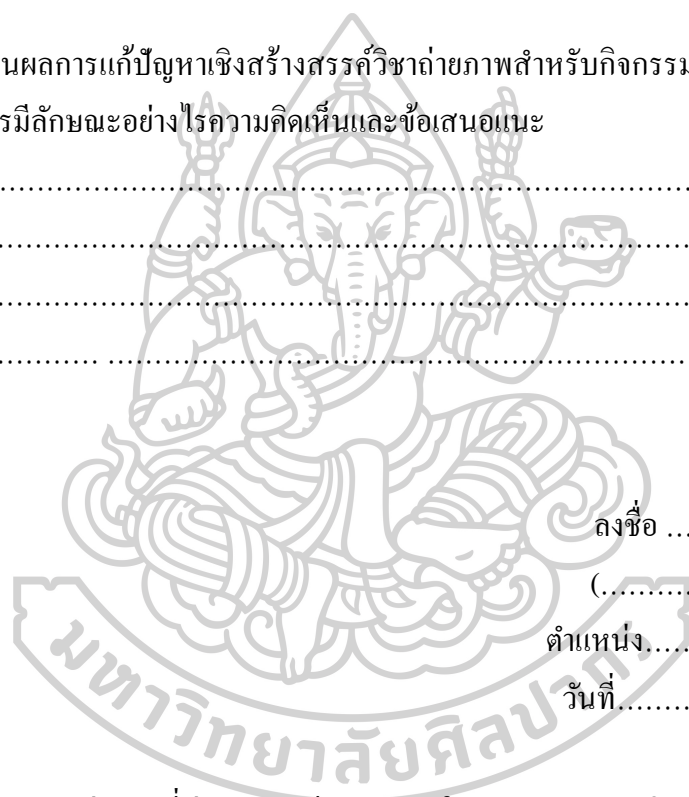 นผลการแก้ปัญหาเชิงสร้างสรรค์วิชาถ่ายภาพสำหรับกิจกรรม
รมีลักษณะอย่างไรความคิดเห็นและข้อเสนอแนะ
……………………………………………………………………
……………………………………………………………………
……………………………………………………………………
………… …………………………………………………………
ลงชื่อ …
(………..
ตำแหน่ง……
วันที่……...
มหาวิทยาลัยศิลปากร